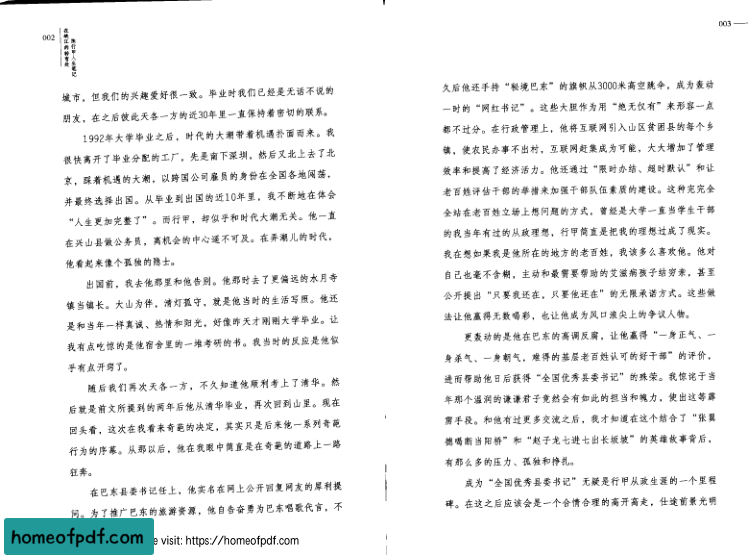 002
在峡江的转弯处
陈行甲人生笔记
城市，但我们的兴趣爱好很一致。毕业时我们已经是无话不说的
朋友，在之后彼此天各一方的近30年里一直保持着密切的联系。
1992年大学毕业之后，时代的大潮带着机遇扑面而来。我
很快离开了毕业分配的工厂，先是南下深圳，然后又北上去了北
京，踩着机遇的大潮，以跨国公司雇员的身份在全国各地闯荡，
并最终选择出国。从毕业到出国的近10年里，我不断地在体会
“人生更加完整了”。而行甲，却似乎和时代大潮无关。他一直
在兴山县做公务员，离机会的中心遥不可及。在弄潮儿的时代，
他看起来像个孤独的隐士。
出国前，我去他那里和他告别。他那时去了更偏远的水月寺
镇当镇长。大山为伴，清灯孤守，就是他当时的生活写照。他还
是和当年一样真诚、热情和阳光，好像昨天才刚刚大学毕业。让
我有点吃惊的是他宿舍里的一堆考研的书。我当时的反应是他似
乎有点开窍了。
随后我们再次天各一方，不久知道他顺利考上了清华。然
后就是前文所提到的两年后他从清华毕业，再次回到山里。现在
回头看，这次在我看来奇葩的决定，其实只是后来他一系列奇葩
行为的序幕。从那以后，他在我眼中简直是在奇葩的道路上一路
狂奔。
在巴东县委书记任上，他实名在网上公开回复网友的犀利提
问。为了推广巴东的旅游资源，他自告奋勇为巴东唱歌代言，不
003
久后他还手持“秘境巴东”的旗帜从3000米高空跳伞，成为轰动
一时的“网红书记”。这些大胆作为用“绝无仅有”来形容一点
都不过分。在行政管理上，他将互联网引入山区贫困县的每个乡
镇，使农民办事不出村，互联网赶集成为可能，大大增加了管理
效率和提高了经济活力。他还通过“限时办结、超时默认”和让
老百姓评估干部的举措来加强干部队伍素质的建设。这种完完全
全站在老百姓立场上想问题的方式，曾经是大学一直当学生干部
的我当年有过的从政理想，行甲简直是把我的理想过成了现实。
我在想如果我是他所在的地方的老百姓，我该多么喜欢他。他对
自己也毫不含糊，主动和最需要帮助的艾滋病孩子结穷亲，甚至
公开提出“只要我还在，只要他还在”的无限承诺方式。这些做
法让他赢得无数喝彩，也让他成为风口浪尖上的争议人物。
更轰动的是他在巴东的高调反腐，让他赢得“一身正气、一
身杀气、一身朝气，难得的基层老百姓认可的好干部”的评价，
进而帮助他日后获得“全国优秀县委书记”的殊荣。我惊诧于当
年那个温润的谦谦君子竟然会有如此的担当和魄力，使出这等霹
雳手段。和他有过更多交流之后，我才知道在这个结合了“张翼
德喝断当阳桥”和“赵子龙七进七出长坂坡”的英雄故事背后，
有那么多的压力、孤独和挣扎。
成为“全国优秀县委书记”无疑是行甲从政生涯的一个里程
碑。在这之后应该会是一个合情合理的高开高走，仕途前景光明
homeofpdf.com
e visit: https://homeofpdf.com